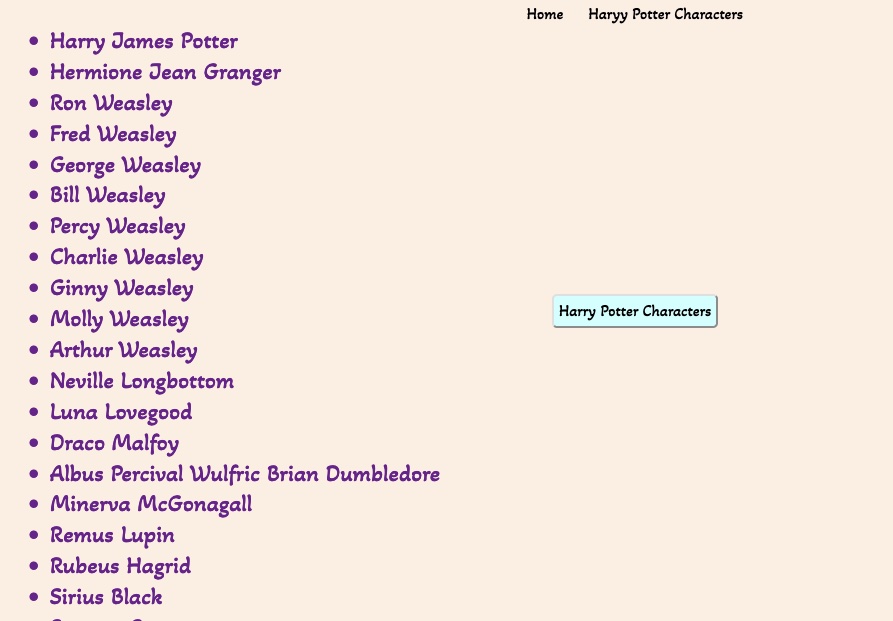 Home Haryy Potter Characters
Harry James Potter
Hermione Jean Granger
Ron Weasley
Fred Weasley
George Weasley
Bill Weasley
Percy Weasley
Charlie Weasley
Ginny Weasley
Harry Potter Characters
Molly Weasley
Arthur Weasley
Neville Longbottom
Luna Lovegood
Draco Malfoy
Albus Percival Wulfric Brian Dumbledore
Minerva McGonagall
Remus Lupin
Rubeus Hagrid
Sirius Black